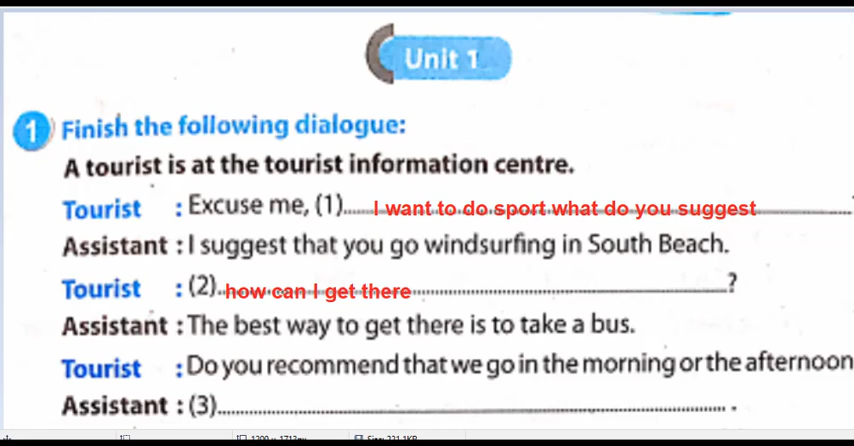 Unit 1
1 Finish the following dialogue:
A tourist is at the tourist information centre.
Tourist : Excuse me, (1)..... I want to do sport what do you suggest
Assistant : I suggest that you go windsurfing in South Beach.
Tourist : (2).. how can I get there ..............................?
Assistant : The best way to get there is to take a bus.
Tourist : Do you recommend that we go in the morning or the afternoon
Assistant : (3)............................................................ .